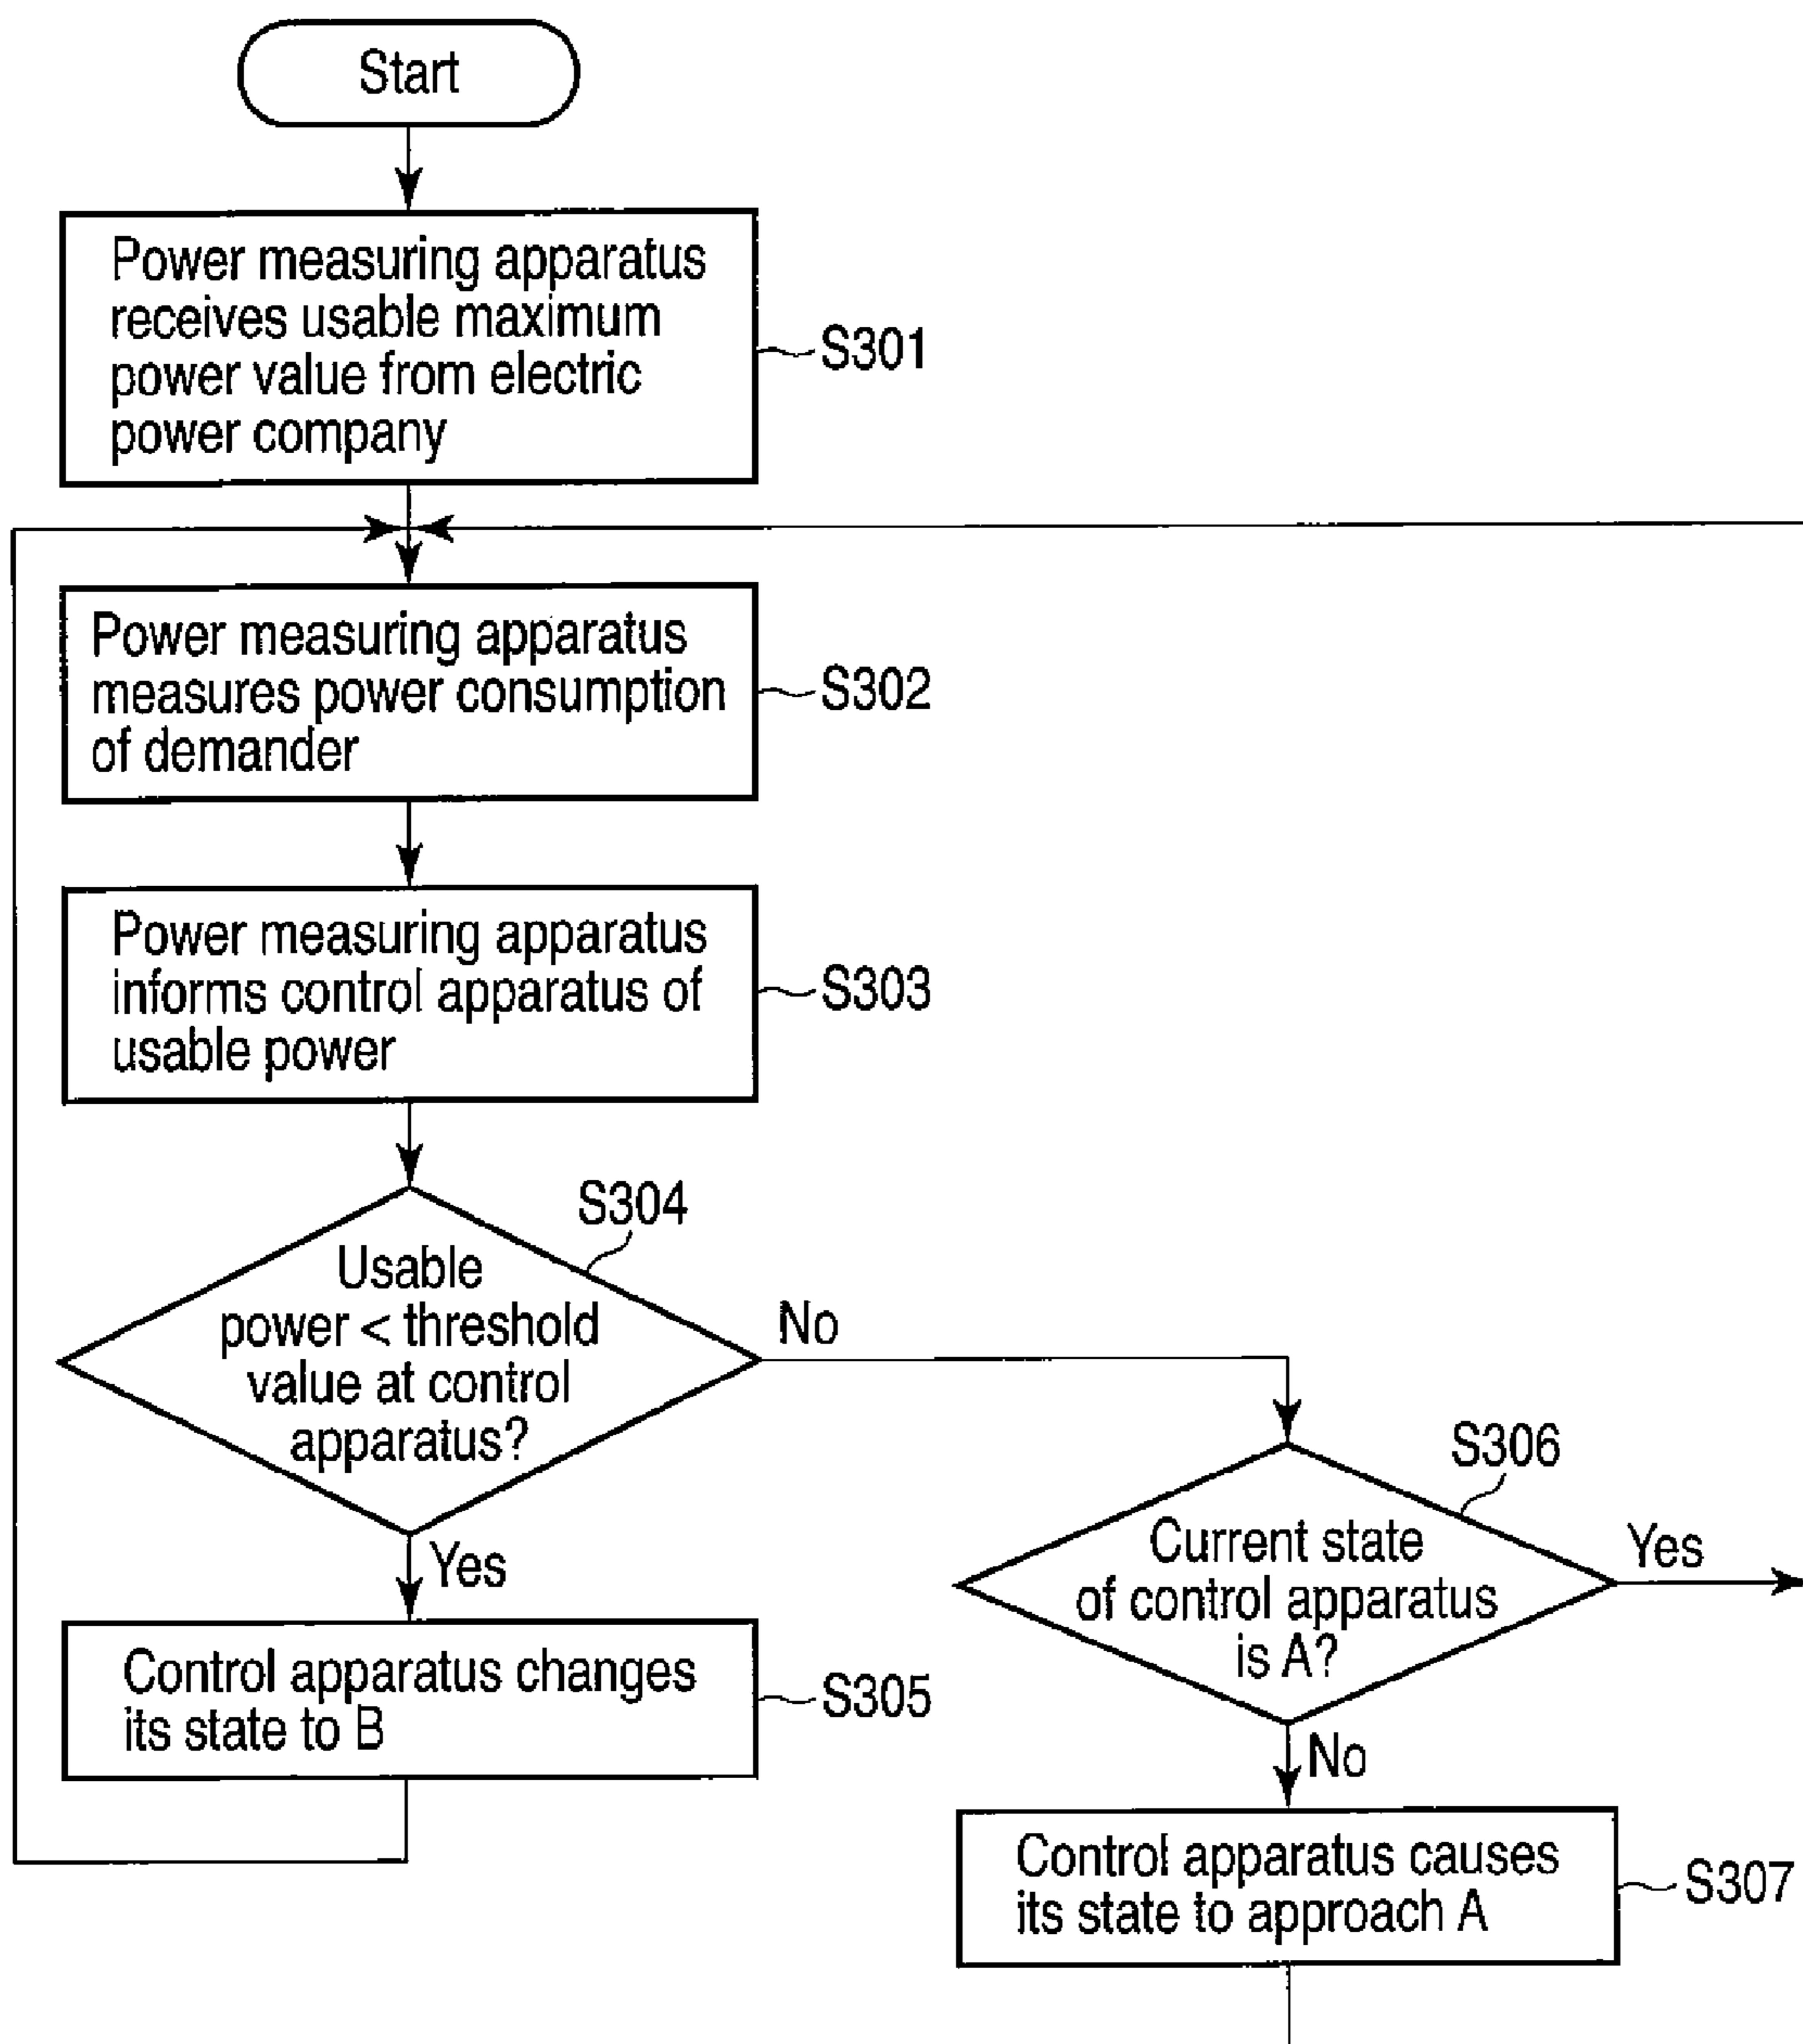 Start
Power measuring apparatus
receives usable maximum
power value from electric
power company
S301
Power measuring apparatus
measures power consumption
of demander
S302
Power measuring apparatus
informs control apparatus of
usable power
S303
S304
Usable
power < threshold
value at control
apparatus?
No
Yes
S306
Current state
of control apparatus
is A?
Yes
No
Control apparatus changes
its state to B
S305
Control apparatus causes
its state to approach A
S307